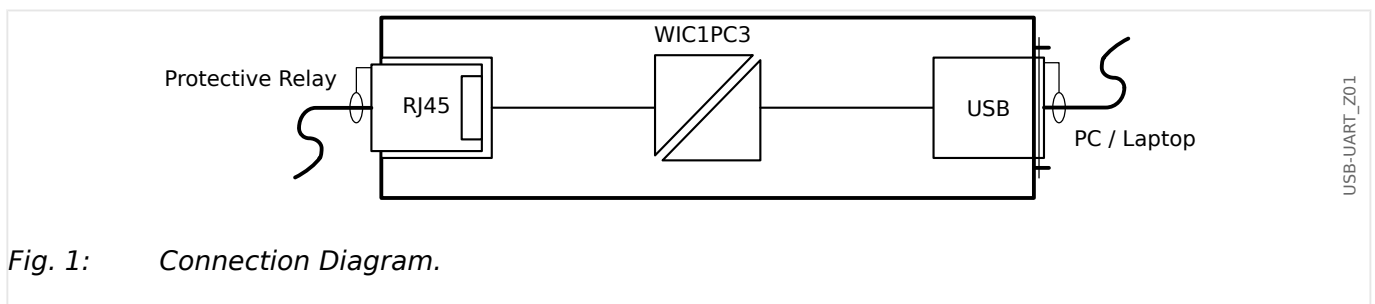 WIC1PC3
Protective Relay
RJ45
USB
PC / Laptop
USB-UART_Z01
Fig. 1: Connection Diagram.